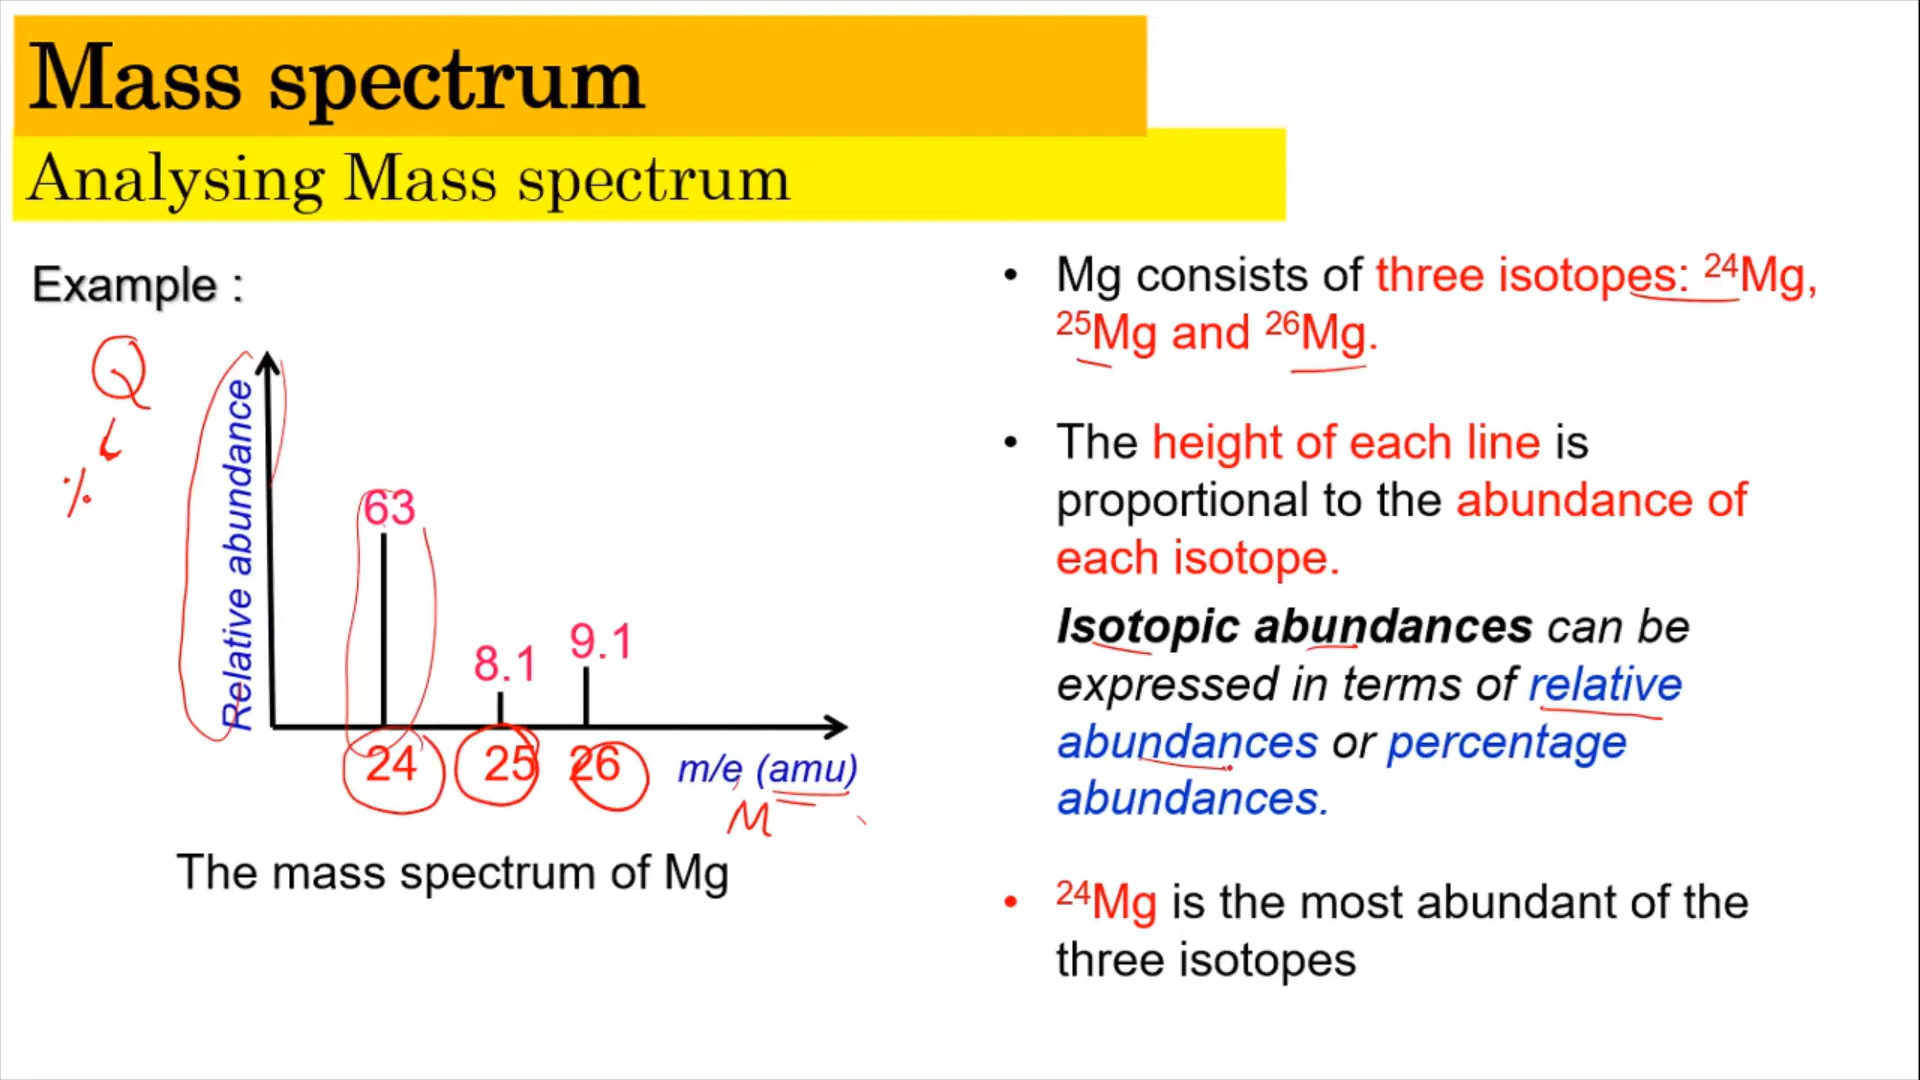 Mass spectrum
Analysing Mass spectrum
Example :
Q
%
Relative abundance
63
8.1
9.1
24
25
26
m/e (amu)
M
The mass spectrum of Mg
• Mg consists of three isotopes: ²⁴Mg,
²⁵Mg and ²⁶Mg.
• The height of each line is
proportional to the abundance of
each isotope.
Isotopic abundances can be
expressed in terms of relative
abundances or percentage
abundances.
• ²⁴Mg is the most abundant of the
three isotopes